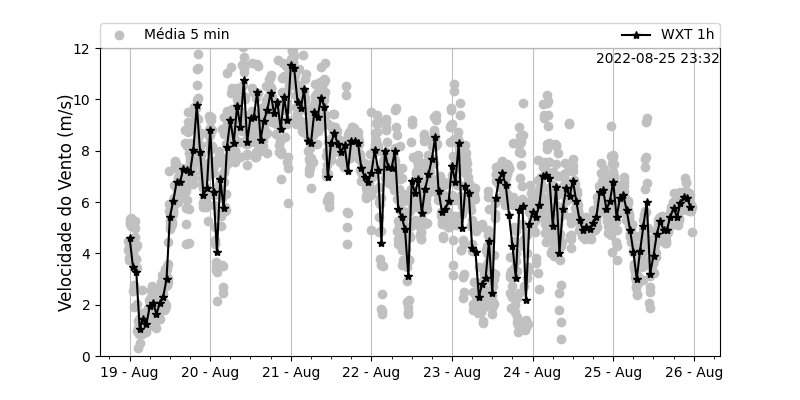 Média 5 min
WXT 1h
2022-08-25 23:32
Velocidade do Vento (m/s)
12
10
8
6
4
2
0
19 - Aug 20 - Aug 21 - Aug 22 - Aug 23 - Aug 24 - Aug 25 - Aug 26 - Aug